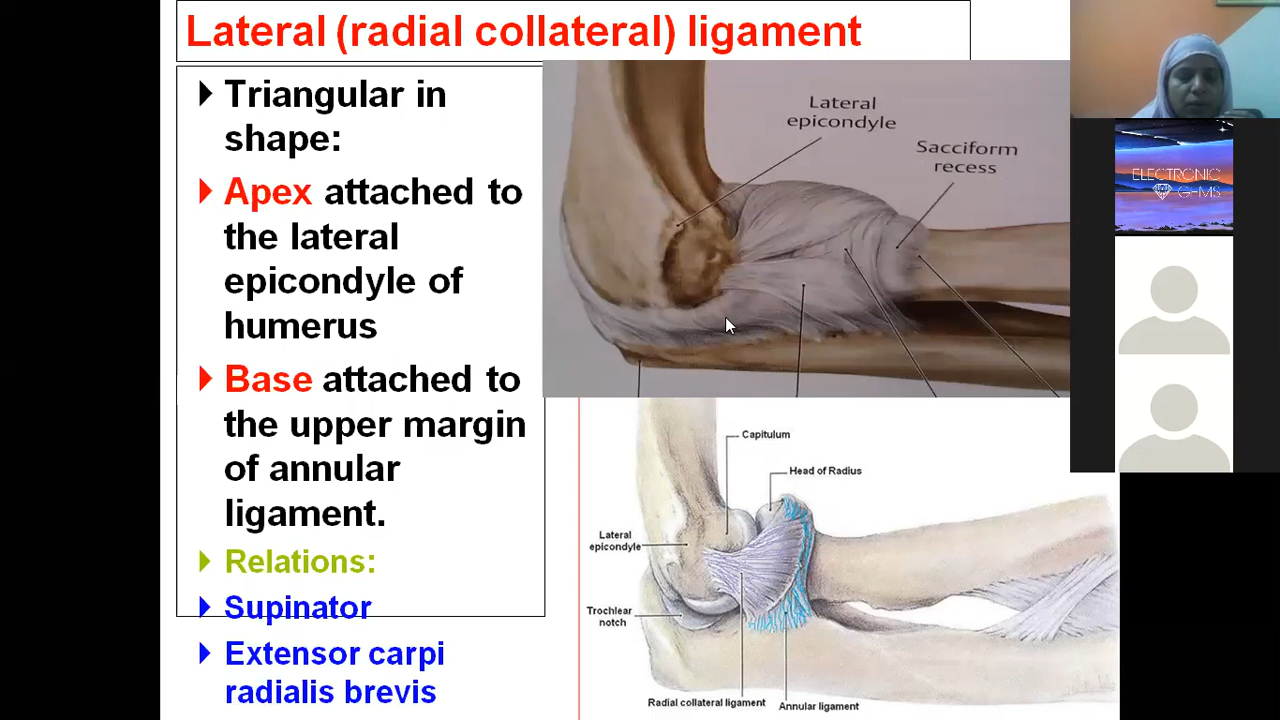 Lateral (radial collateral) ligament
Triangular in
shape:
Apex attached to
the lateral
epicondyle of
humerus
Base attached to
the upper margin
of annular
ligament.
Relations:
Supinator
Extensor carpi
radialis brevis
Lateral
epicondyle
Sacciform
recess
Capitulum
Head of Radius
Lateral
epicondyle
Trochlear
notch
Radial collateral ligament
Annular ligament
ELECTRONIC
GEMS